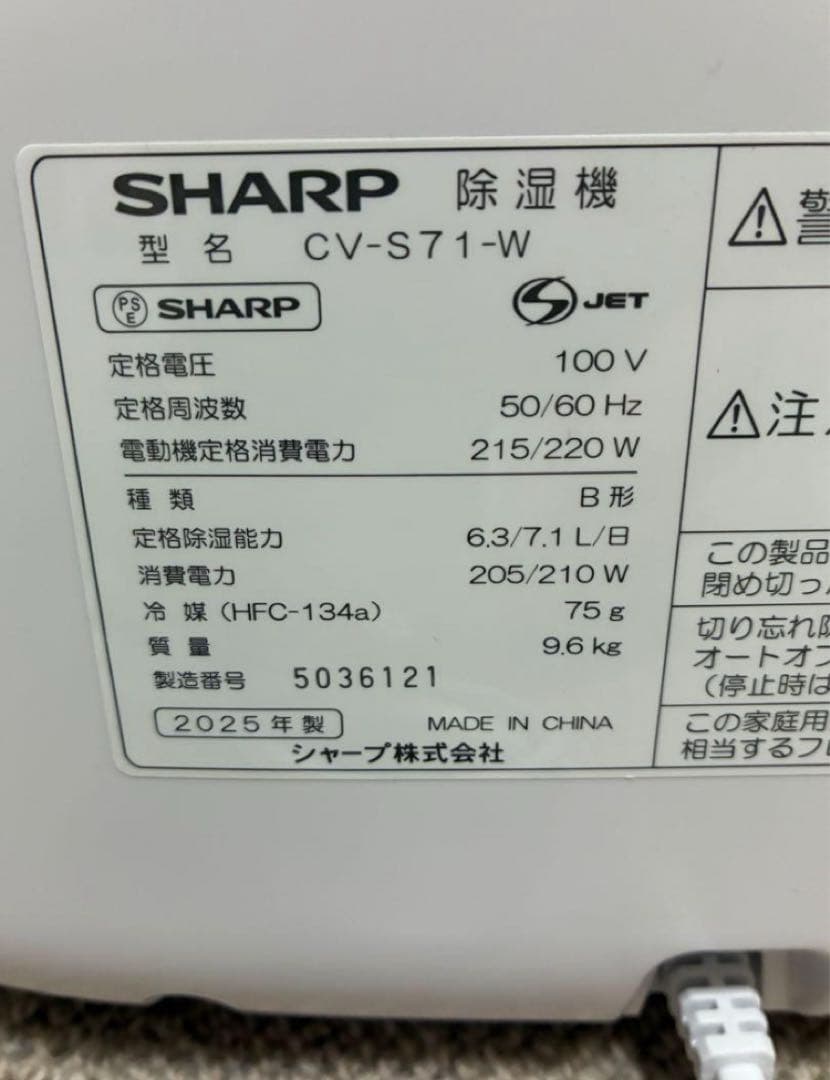 SHARP 除湿機
型名 CV-S71-W
PSE SHARP
S JET
定格電圧 100 V
定格周波数 50/60 Hz
電動機定格消費電力 215/220 W
種類 B形
定格除湿能力 6.3/7.1 L/日
消費電力 205/210 W
冷媒(HFC-134a) 75 g
質量 9.6 kg
製造番号 5036121
2025年製 MADE IN CHINA
シャープ株式会社
注
この製品
閉め切っ
切り忘れ防
オートオフ
(停止時は
この家庭用
相当するフ